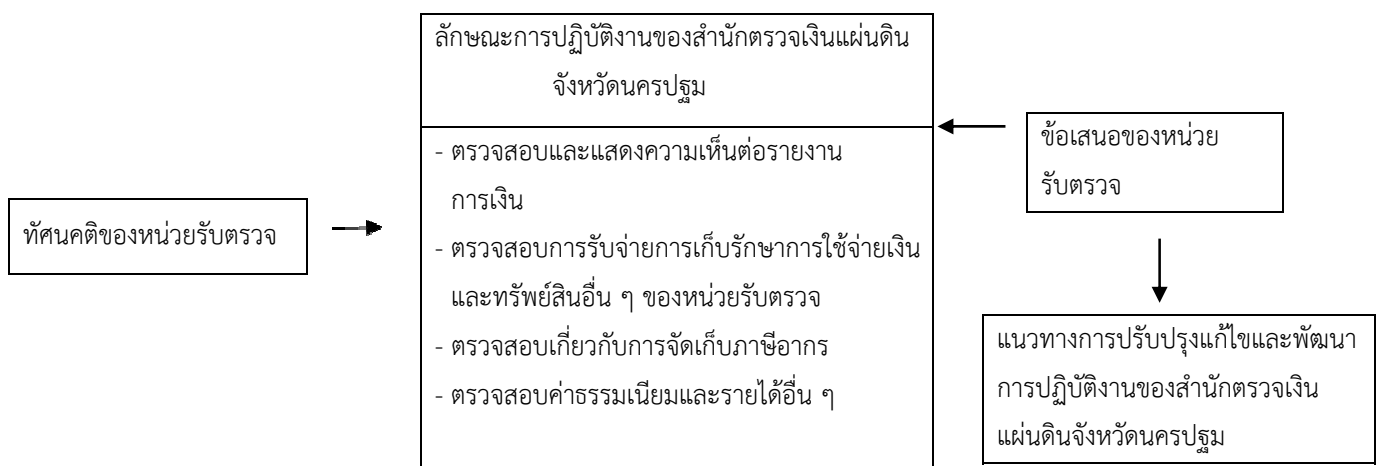 ลักษณะการปฏิบัติงานของสำนักตรวจเงินแผ่นดิน
จังหวัดนครปฐม
- ตรวจสอบและแสดงความเห็นต่อรายงาน
การเงิน
- ตรวจสอบการรับจ่ายการเก็บรักษาการใช้จ่ายเงิน
และทรัพย์สินอื่น ๆ ของหน่วยรับตรวจ
- ตรวจสอบเกี่ยวกับการจัดเก็บภาษีอากร
- ตรวจสอบค่าธรรมเนียมและรายได้อื่น ๆ
ทัศนคติของหน่วยรับตรวจ
ข้อเสนอของหน่วย
รับตรวจ
แนวทางการปรับปรุงแก้ไขและพัฒนา
การปฏิบัติงานของสำนักตรวจเงิน
แผ่นดินจังหวัดนครปฐม